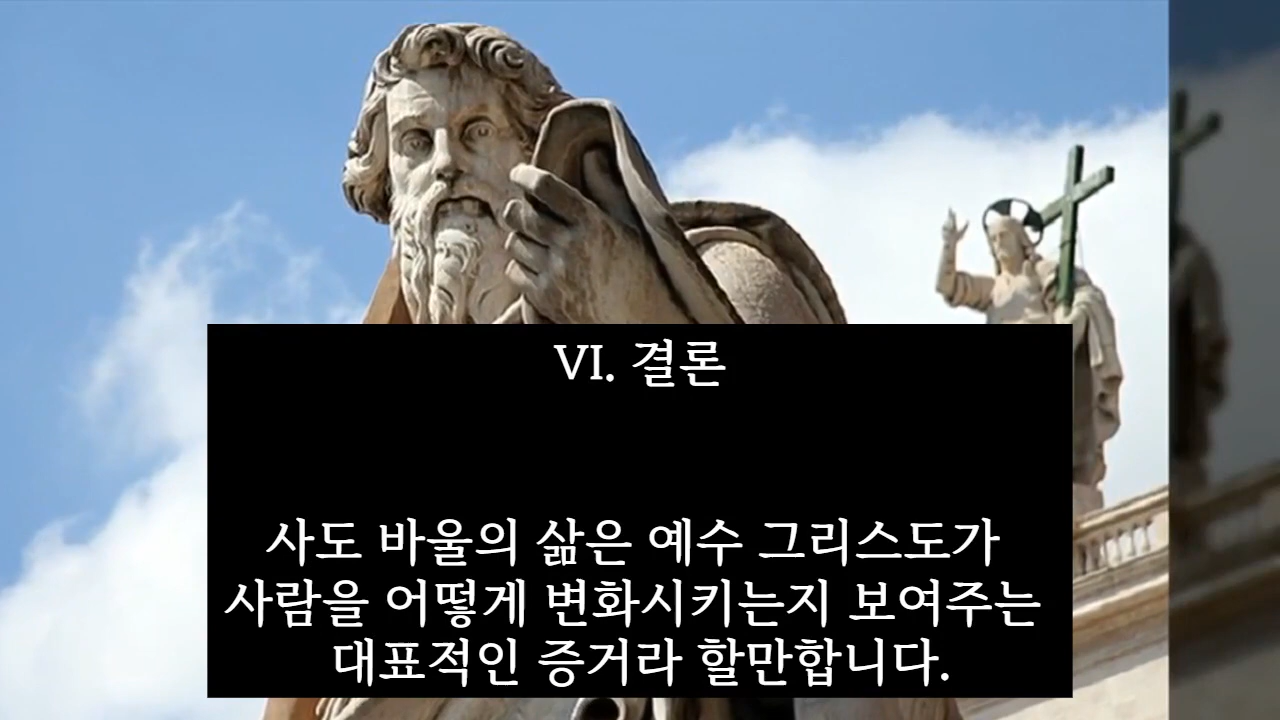 VI. 결론
사도 바울의 삶은 예수 그리스도가
사람을 어떻게 변화시키는지 보여주는
대표적인 증거라 할만합니다.